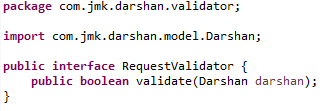 package com.jmk.darshan.validator;
import com.jmk.darshan.model.Darshan;
public interface RequestValidator {
public boolean validate(Darshan darshan);
}